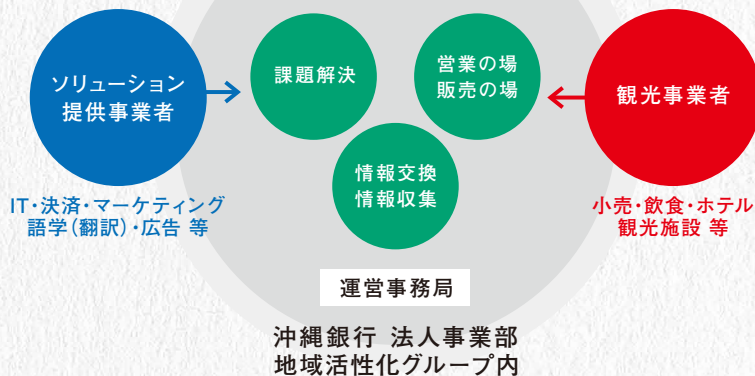 ソリューション
提供事業者
課題解決
営業の場
販売の場
観光事業者
情報交換
情報収集
IT・決済・マーケティング
語学(翻訳)・広告 等
小売・飲食・ホテル
観光施設 等
運営事務局
沖縄銀行 法人事業部
地域活性化グループ内